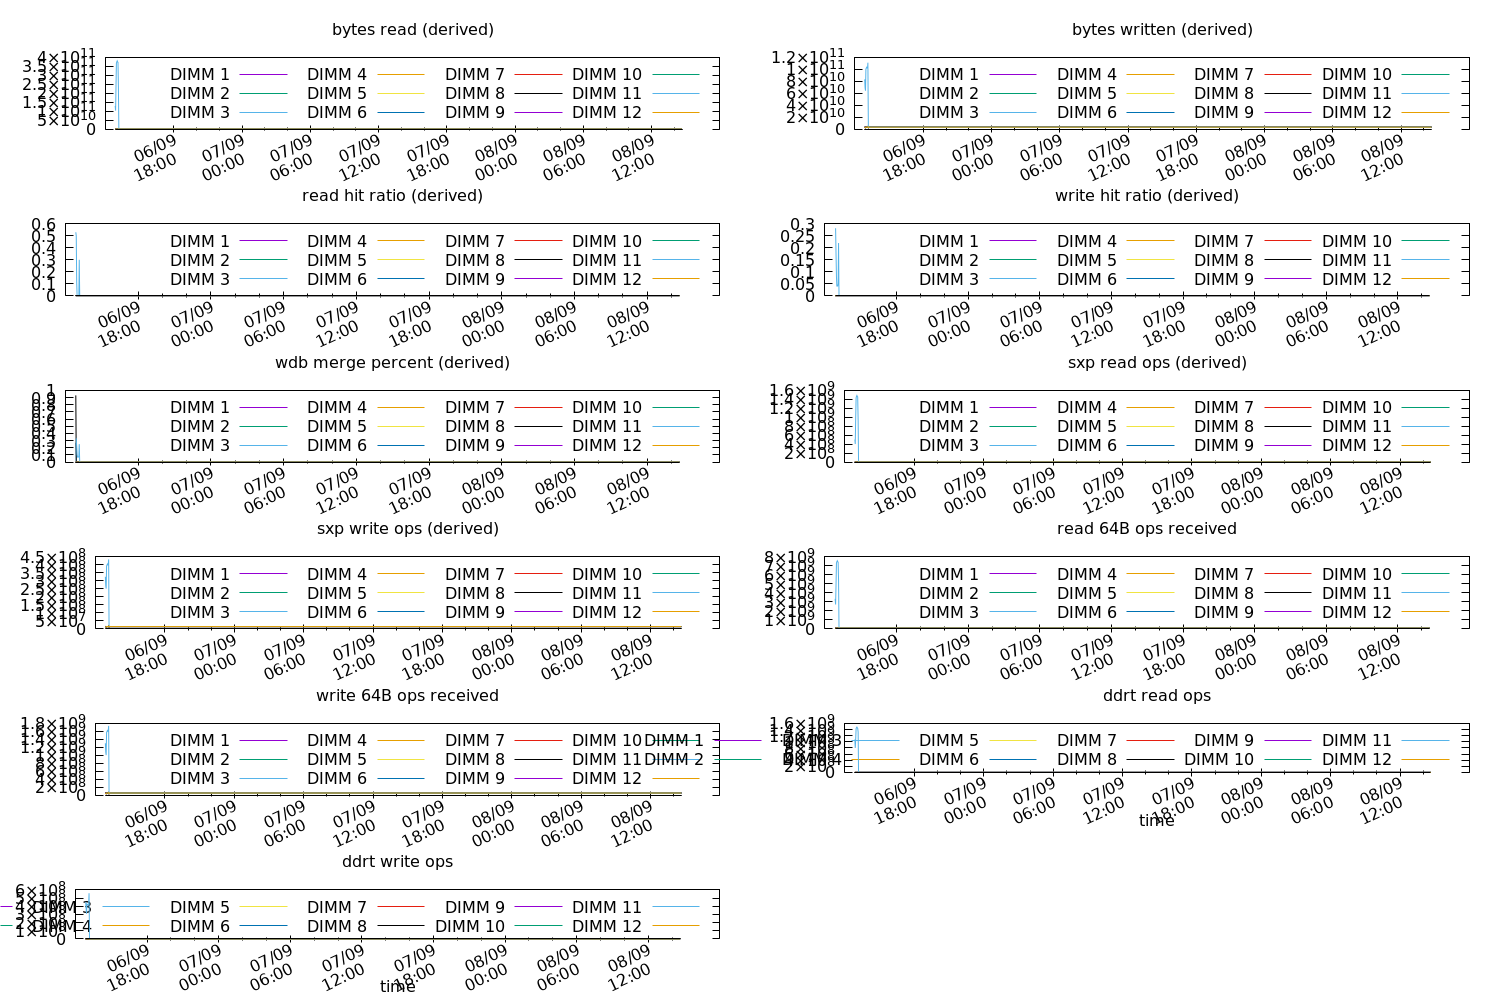 bytes read (derived)
4×10¹¹
3.5×10¹¹
3×10¹¹
2.5×10¹¹
2×10¹¹
1.5×10¹¹
1×10¹¹
5×10¹⁰
0
DIMM 1 DIMM 4 DIMM 7 DIMM 10
DIMM 2 DIMM 5 DIMM 8 DIMM 11
DIMM 3 DIMM 6 DIMM 9 DIMM 12
06/09 07/09 07/09 07/09 07/09 08/09 08/09 08/09
18:00 00:00 06:00 12:00 18:00 00:00 06:00 12:00
bytes written (derived)
1.2×10¹¹
1×10¹¹
8×10¹⁰
6×10¹⁰
4×10¹⁰
2×10¹⁰
0
DIMM 1 DIMM 4 DIMM 7 DIMM 10
DIMM 2 DIMM 5 DIMM 8 DIMM 11
DIMM 3 DIMM 6 DIMM 9 DIMM 12
06/09 07/09 07/09 07/09 07/09 08/09 08/09 08/09
18:00 00:00 06:00 12:00 18:00 00:00 06:00 12:00
read hit ratio (derived)
0.6
0.5
0.4
0.3
0.2
0.1
0
DIMM 1 DIMM 4 DIMM 7 DIMM 10
DIMM 2 DIMM 5 DIMM 8 DIMM 11
DIMM 3 DIMM 6 DIMM 9 DIMM 12
06/09 07/09 07/09 07/09 07/09 08/09 08/09 08/09
18:00 00:00 06:00 12:00 18:00 00:00 06:00 12:00
write hit ratio (derived)
0.3
0.25
0.2
0.15
0.1
0.05
0
DIMM 1 DIMM 4 DIMM 7 DIMM 10
DIMM 2 DIMM 5 DIMM 8 DIMM 11
DIMM 3 DIMM 6 DIMM 9 DIMM 12
06/09 07/09 07/09 07/09 07/09 08/09 08/09 08/09
18:00 00:00 06:00 12:00 18:00 00:00 06:00 12:00
wdb merge percent (derived)
1
0.9
0.1
0
DIMM 1 DIMM 4 DIMM 7 DIMM 10
DIMM 2 DIMM 5 DIMM 8 DIMM 11
DIMM 3 DIMM 6 DIMM 9 DIMM 12
06/09 07/09 07/09 07/09 07/09 08/09 08/09 08/09
18:00 00:00 06:00 12:00 18:00 00:00 06:00 12:00
sxp read ops (derived)
1.6×10⁹
1.4×10⁹
1.2×10⁹
1×10⁹
8×10⁸
6×10⁸
4×10⁸
2×10⁸
0
DIMM 1 DIMM 4 DIMM 7 DIMM 10
DIMM 2 DIMM 5 DIMM 8 DIMM 11
DIMM 3 DIMM 6 DIMM 9 DIMM 12
06/09 07/09 07/09 07/09 07/09 08/09 08/09 08/09
18:00 00:00 06:00 12:00 18:00 00:00 06:00 12:00
sxp write ops (derived)
4.5×10⁸
4×10⁸
3.5×10⁸
3×10⁸
2.5×10⁸
2×10⁸
1.5×10⁸
1×10⁸
5×10⁷
0
DIMM 1 DIMM 4 DIMM 7 DIMM 10
DIMM 2 DIMM 5 DIMM 8 DIMM 11
DIMM 3 DIMM 6 DIMM 9 DIMM 12
06/09 07/09 07/09 07/09 07/09 08/09 08/09 08/09
18:00 00:00 06:00 12:00 18:00 00:00 06:00 12:00
read 64B ops received
8×10⁹
7×10⁹
6×10⁹
5×10⁹
4×10⁹
3×10⁹
2×10⁹
1×10⁹
0
DIMM 1 DIMM 4 DIMM 7 DIMM 10
DIMM 2 DIMM 5 DIMM 8 DIMM 11
DIMM 3 DIMM 6 DIMM 9 DIMM 12
06/09 07/09 07/09 07/09 07/09 08/09 08/09 08/09
18:00 00:00 06:00 12:00 18:00 00:00 06:00 12:00
write 64B ops received
1.8×10⁹
1.6×10⁹
1.4×10⁹
1.2×10⁹
1×10⁹
8×10⁸
6×10⁸
4×10⁸
2×10⁸
0
DIMM 1 DIMM 4 DIMM 7 DIMM 10
DIMM 2 DIMM 5 DIMM 8 DIMM 11
DIMM 3 DIMM 6 DIMM 9 DIMM 12
06/09 07/09 07/09 07/09 07/09 08/09 08/09 08/09
18:00 00:00 06:00 12:00 18:00 00:00 06:00 12:00
ddrt read ops
1.6×10⁹
2×10⁸
0
DIMM 1 DIMM 3 DIMM 5 DIMM 7 DIMM 9 DIMM 11
DIMM 2 DIMM 4 DIMM 6 DIMM 8 DIMM 10 DIMM 12
06/09 07/09 07/09 07/09 07/09 08/09 08/09 08/09
18:00 00:00 06:00 12:00 18:00 00:00 06:00 12:00
time
ddrt write ops
6×10⁸
5×10⁸
4×10⁸
3×10⁸
2×10⁸
1×10⁸
0
DIMM 3 DIMM 5 DIMM 7 DIMM 9 DIMM 11
DIMM 4 DIMM 6 DIMM 8 DIMM 10 DIMM 12
06/09 07/09 07/09 07/09 07/09 08/09 08/09 08/09
18:00 00:00 06:00 12:00 18:00 00:00 06:00 12:00
time